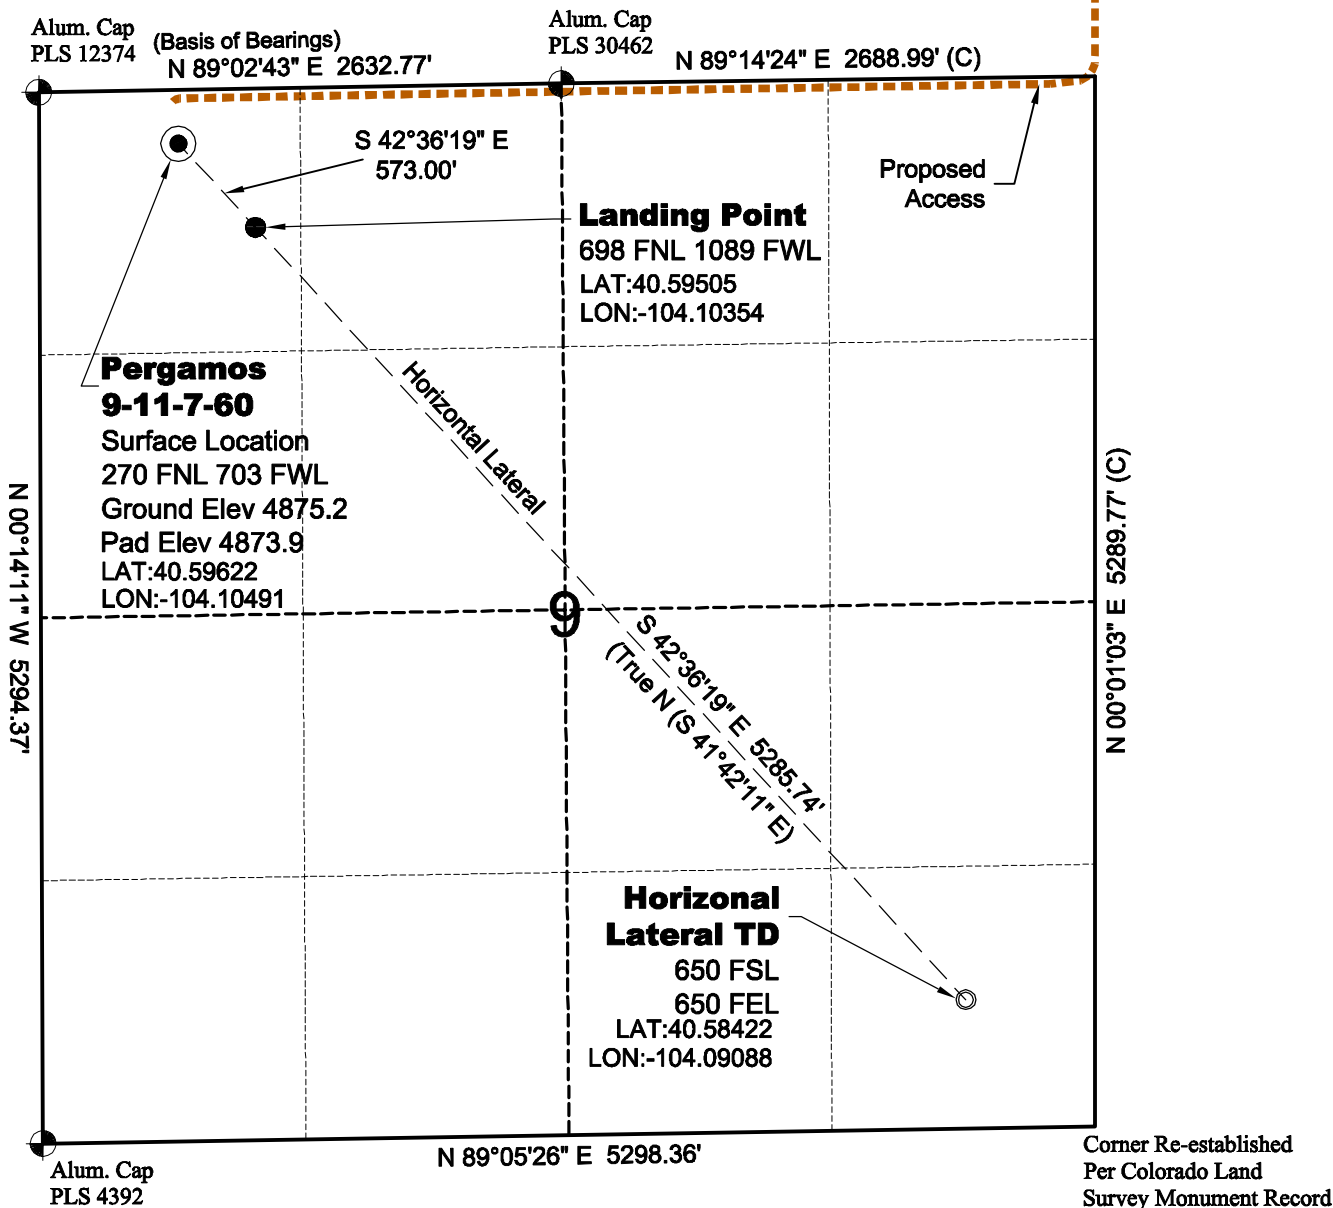 Alum. Cap
PLS 12374
(Basis of Bearings)
N 89°02'43" E 2632.77'
Alum. Cap
PLS 30462
N 89°14'24" E 2688.99' (C)
S 42°36'19" E
573.00'
Proposed
Access
Landing Point
698 FNL 1089 FWL
LAT:40.59505
LON:-104.10354
Pergamos
9-11-7-60
Surface Location
270 FNL 703 FWL
Ground Elev 4875.2
Pad Elev 4873.9
LAT:40.59622
LON:-104.10491
Horizontal Lateral
N 00°14'11" W 5294.37'
N 00°01'03" E 5289.77' (C)
9
S 42°36'19" E 5285.74'
(True N (S 41°42'11" E)
Horizonal
Lateral TD
650 FSL
650 FEL
LAT:40.58422
LON:-104.09088
N 89°05'26" E 5298.36'
Alum. Cap
PLS 4392
Corner Re-established
Per Colorado Land
Survey Monument Record